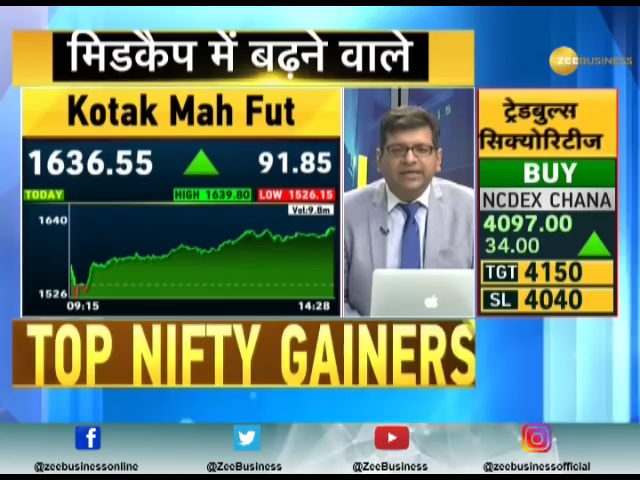 मिडकैप में बढ़ने वाले
ZEEBUSINESS
Kotak Mah Fut
1636.55 91.85
TODAY HIGH 1639.80 LOW 1526.15
Vol:9.8m
1640
1526
09:15 14:28
ट्रेडबुल्स
सिक्योरिटीज
BUY
NCDEX CHANA
4097.00
34.00
TGT 4150
SL 4040
TOP NIFTY GAINERS
@zeebusinessonline @ZeeBusiness @ZeeBusiness @zeebusinessofficial